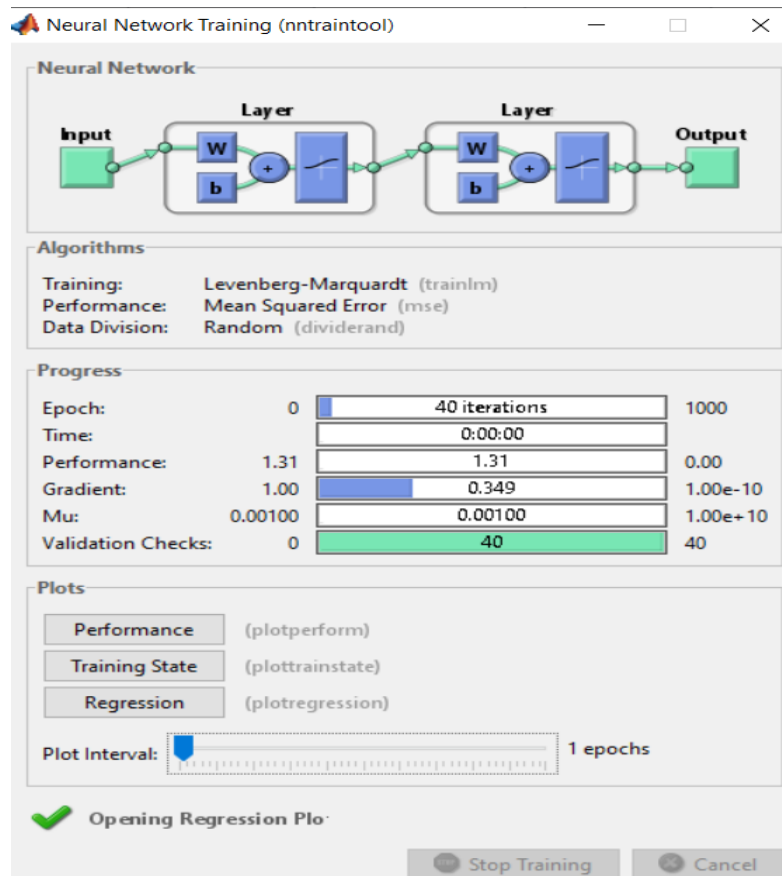 Neural Network Training (nntraintool)
Neural Network
Layer Layer
Input Output
W W
+ +
b b
Algorithms
Training: Levenberg-Marquardt (trainlm)
Performance: Mean Squared Error (mse)
Data Division: Random (dividerand)
Progress
Epoch: 0 40 iterations 1000
Time: 0:00:00
Performance: 1.31 1.31 0.00
Gradient: 1.00 0.349 1.00e-10
Mu: 0.00100 0.00100 1.00e+10
Validation Checks: 0 40 40
Plots
Performance (plotperform)
Training State (plottrainstate)
Regression (plotregression)
Plot Interval: 1 epochs
Opening Regression Plo
Stop Training Cancel